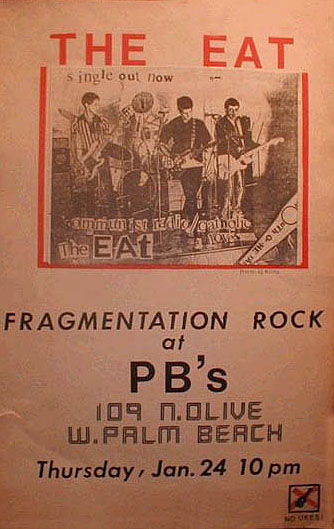 THE EAT
single out now
communist radio/catholic
love
The EAt
FRAGMENTATION ROCK
at
PB's
109 N.OLIVE
W.PALM BEACH
Thursday, Jan. 24 10 pm
NO UKES!